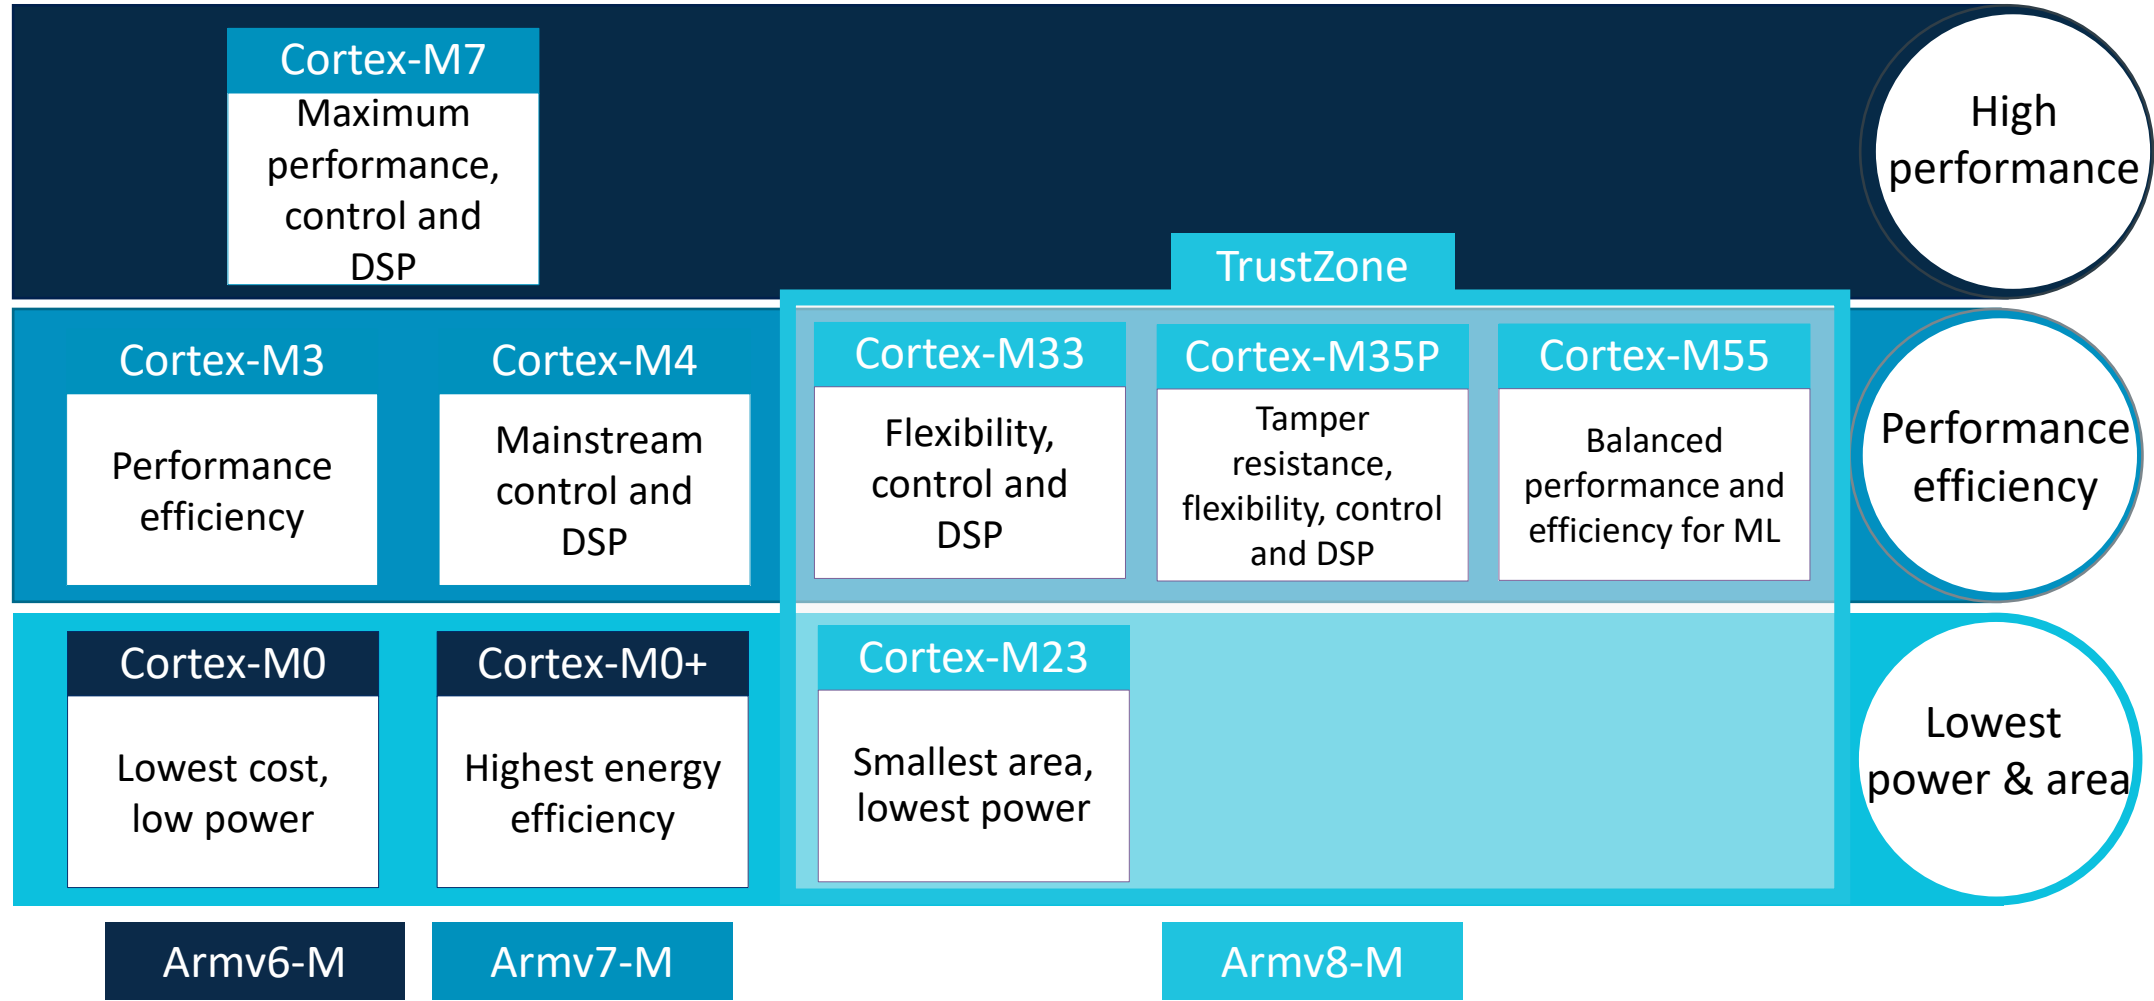 Cortex-M7
Maximum
performance,
control and
DSP
High
performance
TrustZone
Cortex-M3
Performance
efficiency
Cortex-M4
Mainstream
control and
DSP
Cortex-M33
Flexibility,
control and
DSP
Cortex-M35P
Tamper
resistance,
flexibility, control
and DSP
Cortex-M55
Balanced
performance and
efficiency for ML
Performance
efficiency
Cortex-M0
Lowest cost,
low power
Cortex-M0+
Highest energy
efficiency
Cortex-M23
Smallest area,
lowest power
Lowest
power & area
Armv6-M
Armv7-M
Armv8-M